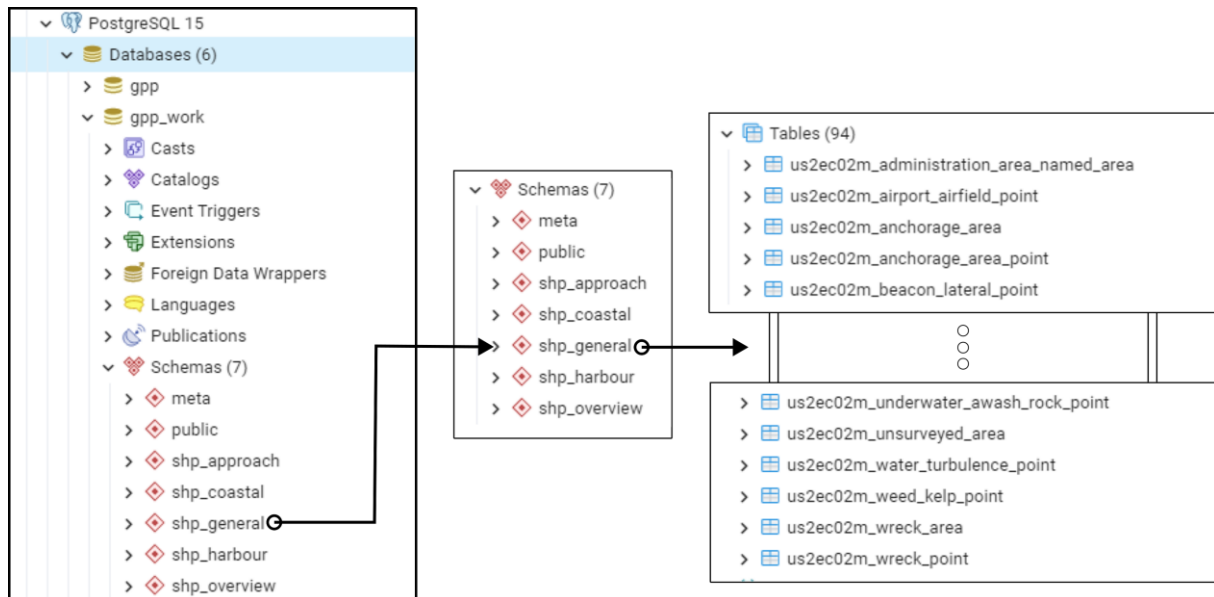 PostgreSQL 15
Databases (6)
gpp
gpp_work
Casts
Catalogs
Event Triggers
Extensions
Foreign Data Wrappers
Languages
Publications
Schemas (7)
meta
public
shp_approach
shp_coastal
shp_general
shp_harbour
shp_overview
Schemas (7)
meta
public
shp_approach
shp_coastal
shp_general
shp_harbour
shp_overview
Tables (94)
us2ec02m_administration_area_named_area
us2ec02m_airport_airfield_point
us2ec02m_anchorage_area
us2ec02m_anchorage_area_point
us2ec02m_beacon_lateral_point
us2ec02m_underwater_awash_rock_point
us2ec02m_unsurveyed_area
us2ec02m_water_turbulence_point
us2ec02m_weed_kelp_point
us2ec02m_wreck_area
us2ec02m_wreck_point